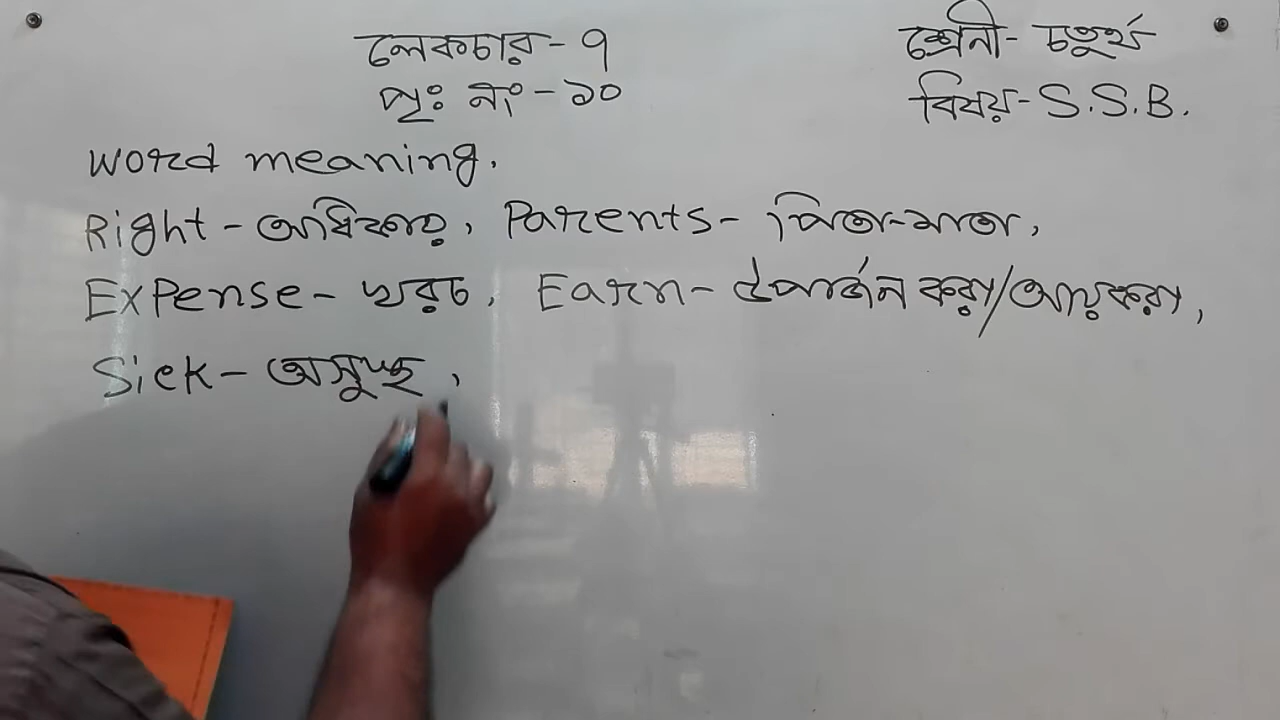 লেকচার - ৭
পৃঃ নং - ১০
শ্রেনী - চতুর্থ
বিষয় - S.S.B.
Word meaning.
Right - অধিকার, Parents - পিতা-মাতা,
Expense - খরচ, Earn - উপার্জন করা/আয় করা,
Sick - অসুস্থ,